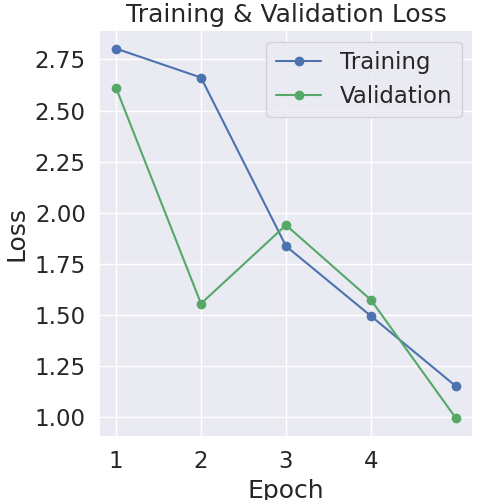 Training & Validation Loss
Training
Validation
2.75
2.50
2.25
2.00
1.75
1.50
1.25
1.00
Loss
1 2 3 4
Epoch